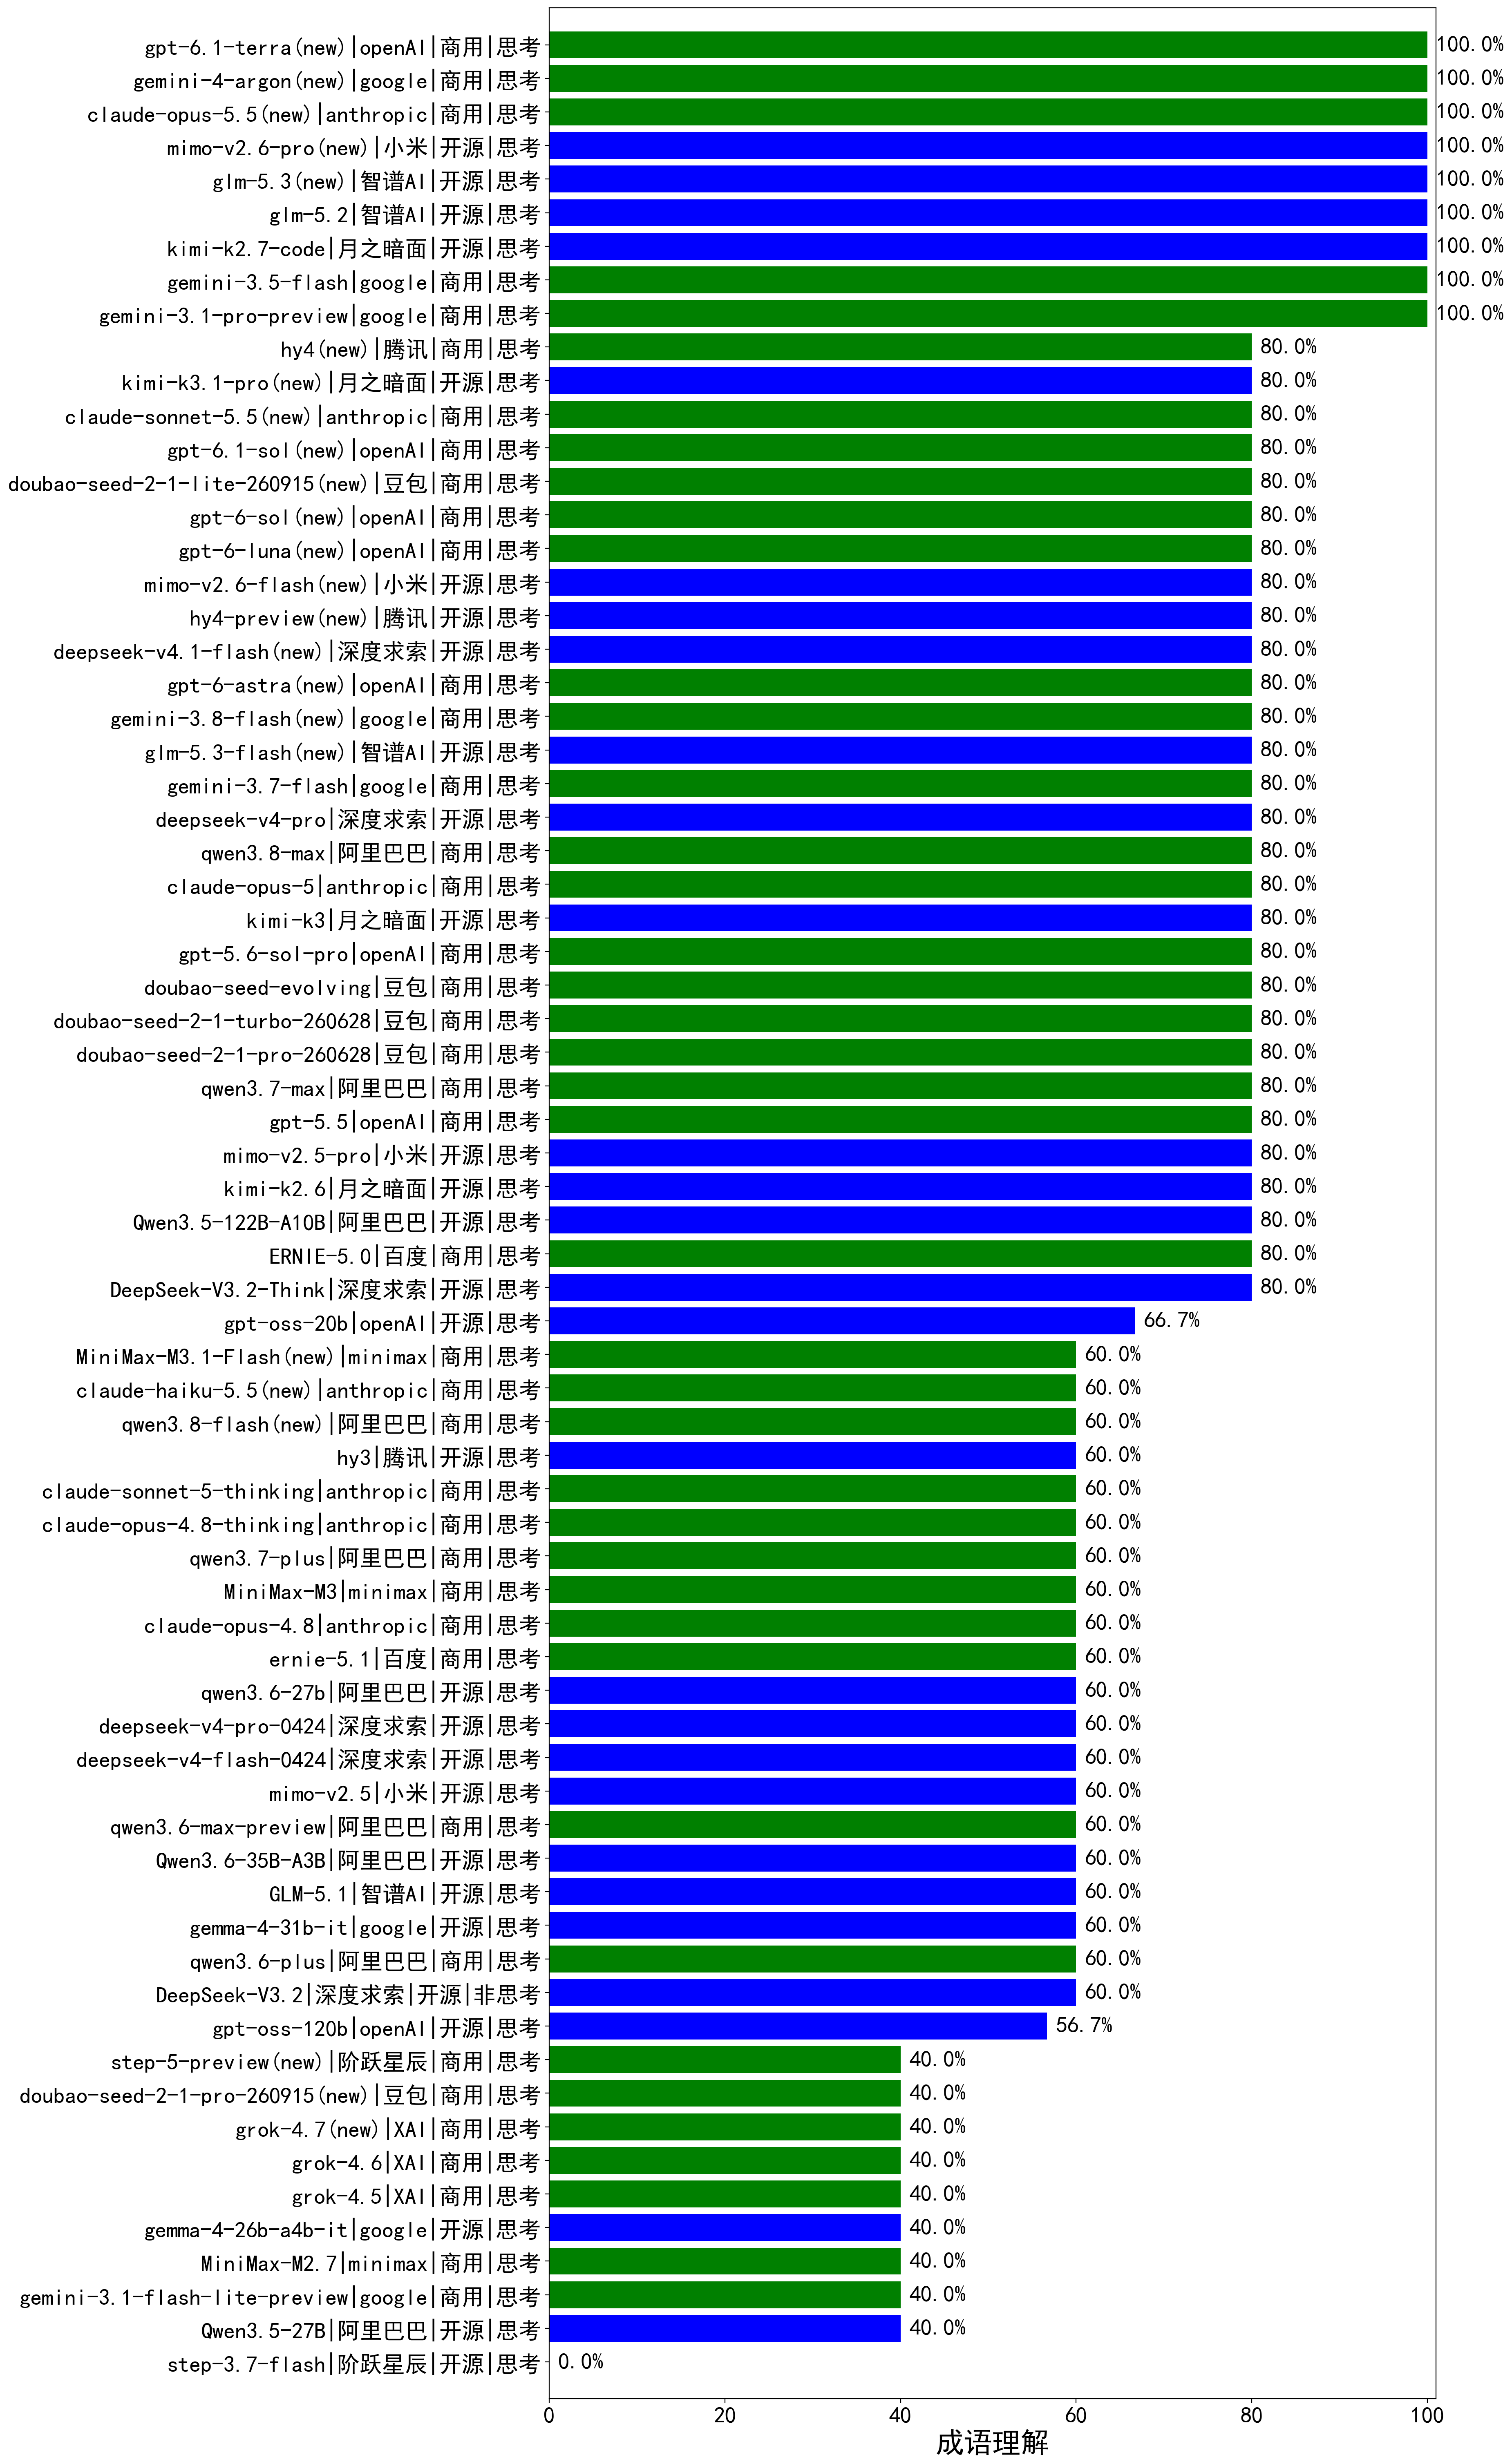 gpt-6.1-terra(new)|openAI|商用|思考 100.0%
gemini-4-argon(new)|google|商用|思考 100.0%
claude-opus-5.5(new)|anthropic|商用|思考 100.0%
mimo-v2.6-pro(new)|小米|开源|思考 100.0%
glm-5.3(new)|智谱AI|开源|思考 100.0%
glm-5.2|智谱AI|开源|思考 100.0%
kimi-k2.7-code|月之暗面|开源|思考 100.0%
gemini-3.5-flash|google|商用|思考 100.0%
gemini-3.1-pro-preview|google|商用|思考 100.0%
hy4(new)|腾讯|商用|思考 80.0%
kimi-k3.1-pro(new)|月之暗面|开源|思考 80.0%
claude-sonnet-5.5(new)|anthropic|商用|思考 80.0%
gpt-6.1-sol(new)|openAI|商用|思考 80.0%
doubao-seed-2-1-lite-260915(new)|豆包|商用|思考 80.0%
gpt-6-sol(new)|openAI|商用|思考 80.0%
gpt-6-luna(new)|openAI|商用|思考 80.0%
mimo-v2.6-flash(new)|小米|开源|思考 80.0%
hy4-preview(new)|腾讯|开源|思考 80.0%
deepseek-v4.1-flash(new)|深度求索|开源|思考 80.0%
gpt-6-astra(new)|openAI|商用|思考 80.0%
gemini-3.8-flash(new)|google|商用|思考 80.0%
glm-5.3-flash(new)|智谱AI|开源|思考 80.0%
gemini-3.7-flash|google|商用|思考 80.0%
deepseek-v4-pro|深度求索|开源|思考 80.0%
qwen3.8-max|阿里巴巴|商用|思考 80.0%
claude-opus-5|anthropic|商用|思考 80.0%
kimi-k3|月之暗面|开源|思考 80.0%
gpt-5.6-sol-pro|openAI|商用|思考 80.0%
doubao-seed-evolving|豆包|商用|思考 80.0%
doubao-seed-2-1-turbo-260628|豆包|商用|思考 80.0%
doubao-seed-2-1-pro-260628|豆包|商用|思考 80.0%
qwen3.7-max|阿里巴巴|商用|思考 80.0%
gpt-5.5|openAI|商用|思考 80.0%
mimo-v2.5-pro|小米|开源|思考 80.0%
kimi-k2.6|月之暗面|开源|思考 80.0%
Qwen3.5-122B-A10B|阿里巴巴|开源|思考 80.0%
ERNIE-5.0|百度|商用|思考 80.0%
DeepSeek-V3.2-Think|深度求索|开源|思考 80.0%
gpt-oss-20b|openAI|开源|思考 66.7%
MiniMax-M3.1-Flash(new)|minimax|商用|思考 60.0%
claude-haiku-5.5(new)|anthropic|商用|思考 60.0%
qwen3.8-flash(new)|阿里巴巴|商用|思考 60.0%
hy3|腾讯|开源|思考 60.0%
claude-sonnet-5-thinking|anthropic|商用|思考 60.0%
claude-opus-4.8-thinking|anthropic|商用|思考 60.0%
qwen3.7-plus|阿里巴巴|商用|思考 60.0%
MiniMax-M3|minimax|商用|思考 60.0%
claude-opus-4.8|anthropic|商用|思考 60.0%
ernie-5.1|百度|商用|思考 60.0%
qwen3.6-27b|阿里巴巴|开源|思考 60.0%
deepseek-v4-pro-0424|深度求索|开源|思考 60.0%
deepseek-v4-flash-0424|深度求索|开源|思考 60.0%
mimo-v2.5|小米|开源|思考 60.0%
qwen3.6-max-preview|阿里巴巴|商用|思考 60.0%
Qwen3.6-35B-A3B|阿里巴巴|开源|思考 60.0%
GLM-5.1|智谱AI|开源|思考 60.0%
gemma-4-31b-it|google|开源|思考 60.0%
qwen3.6-plus|阿里巴巴|商用|思考 60.0%
DeepSeek-V3.2|深度求索|开源|非思考 60.0%
gpt-oss-120b|openAI|开源|思考 56.7%
step-5-preview(new)|阶跃星辰|商用|思考 40.0%
doubao-seed-2-1-pro-260915(new)|豆包|商用|思考 40.0%
grok-4.7(new)|XAI|商用|思考 40.0%
grok-4.6|XAI|商用|思考 40.0%
grok-4.5|XAI|商用|思考 40.0%
gemma-4-26b-a4b-it|google|开源|思考 40.0%
MiniMax-M2.7|minimax|商用|思考 40.0%
gemini-3.1-flash-lite-preview|google|商用|思考 40.0%
Qwen3.5-27B|阿里巴巴|开源|思考 40.0%
step-3.7-flash|阶跃星辰|开源|思考 0.0%
0 20 40 60 80 100
成语理解